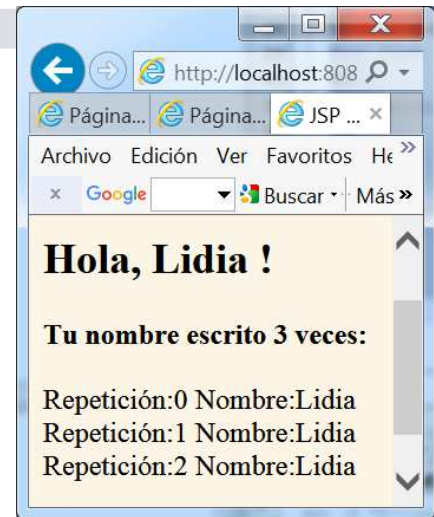 http://localhost:808
Página... Página... JSP ... ×
Archivo Edición Ver Favoritos He »
x Google Buscar Más »
Hola, Lidia !
Tu nombre escrito 3 veces:
Repetición:0 Nombre:Lidia
Repetición:1 Nombre:Lidia
Repetición:2 Nombre:Lidia